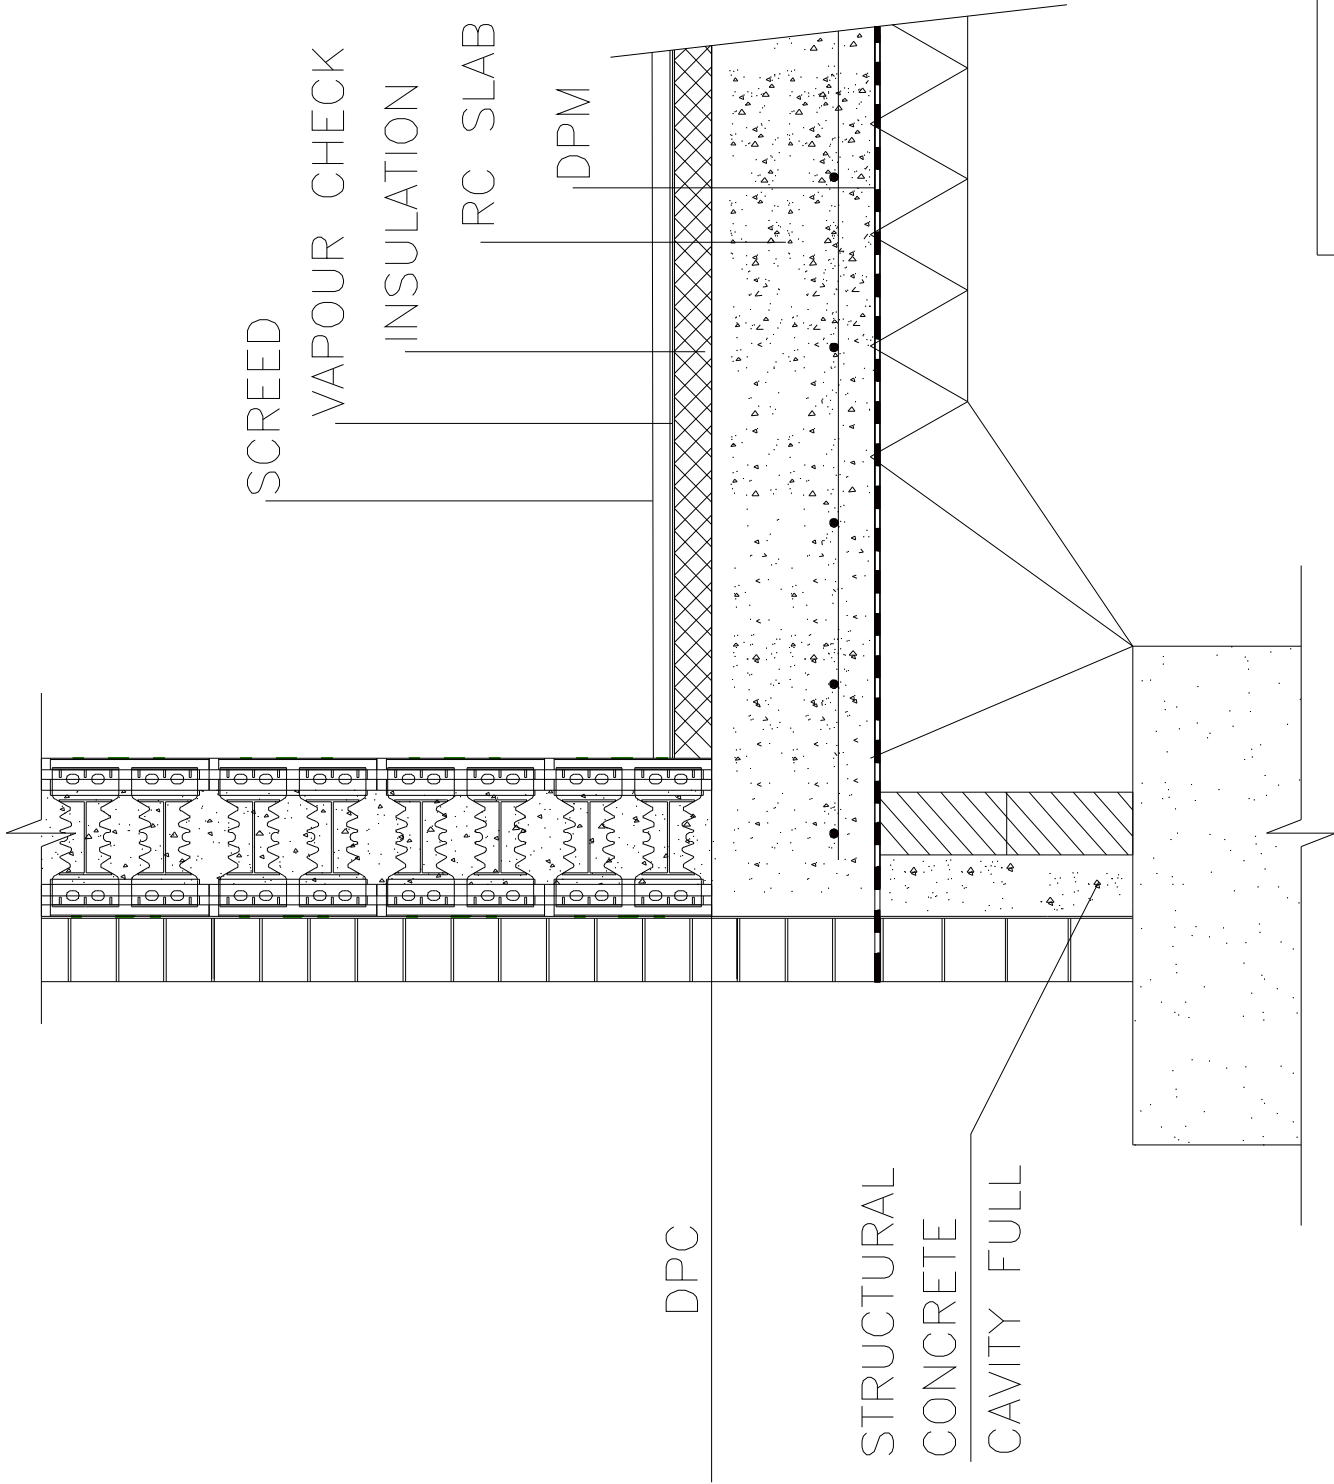 SCREED
VAPOUR CHECK
INSULATION
RC SLAB
DPM
DPC
STRUCTURAL
CONCRETE
CAVITY FULL